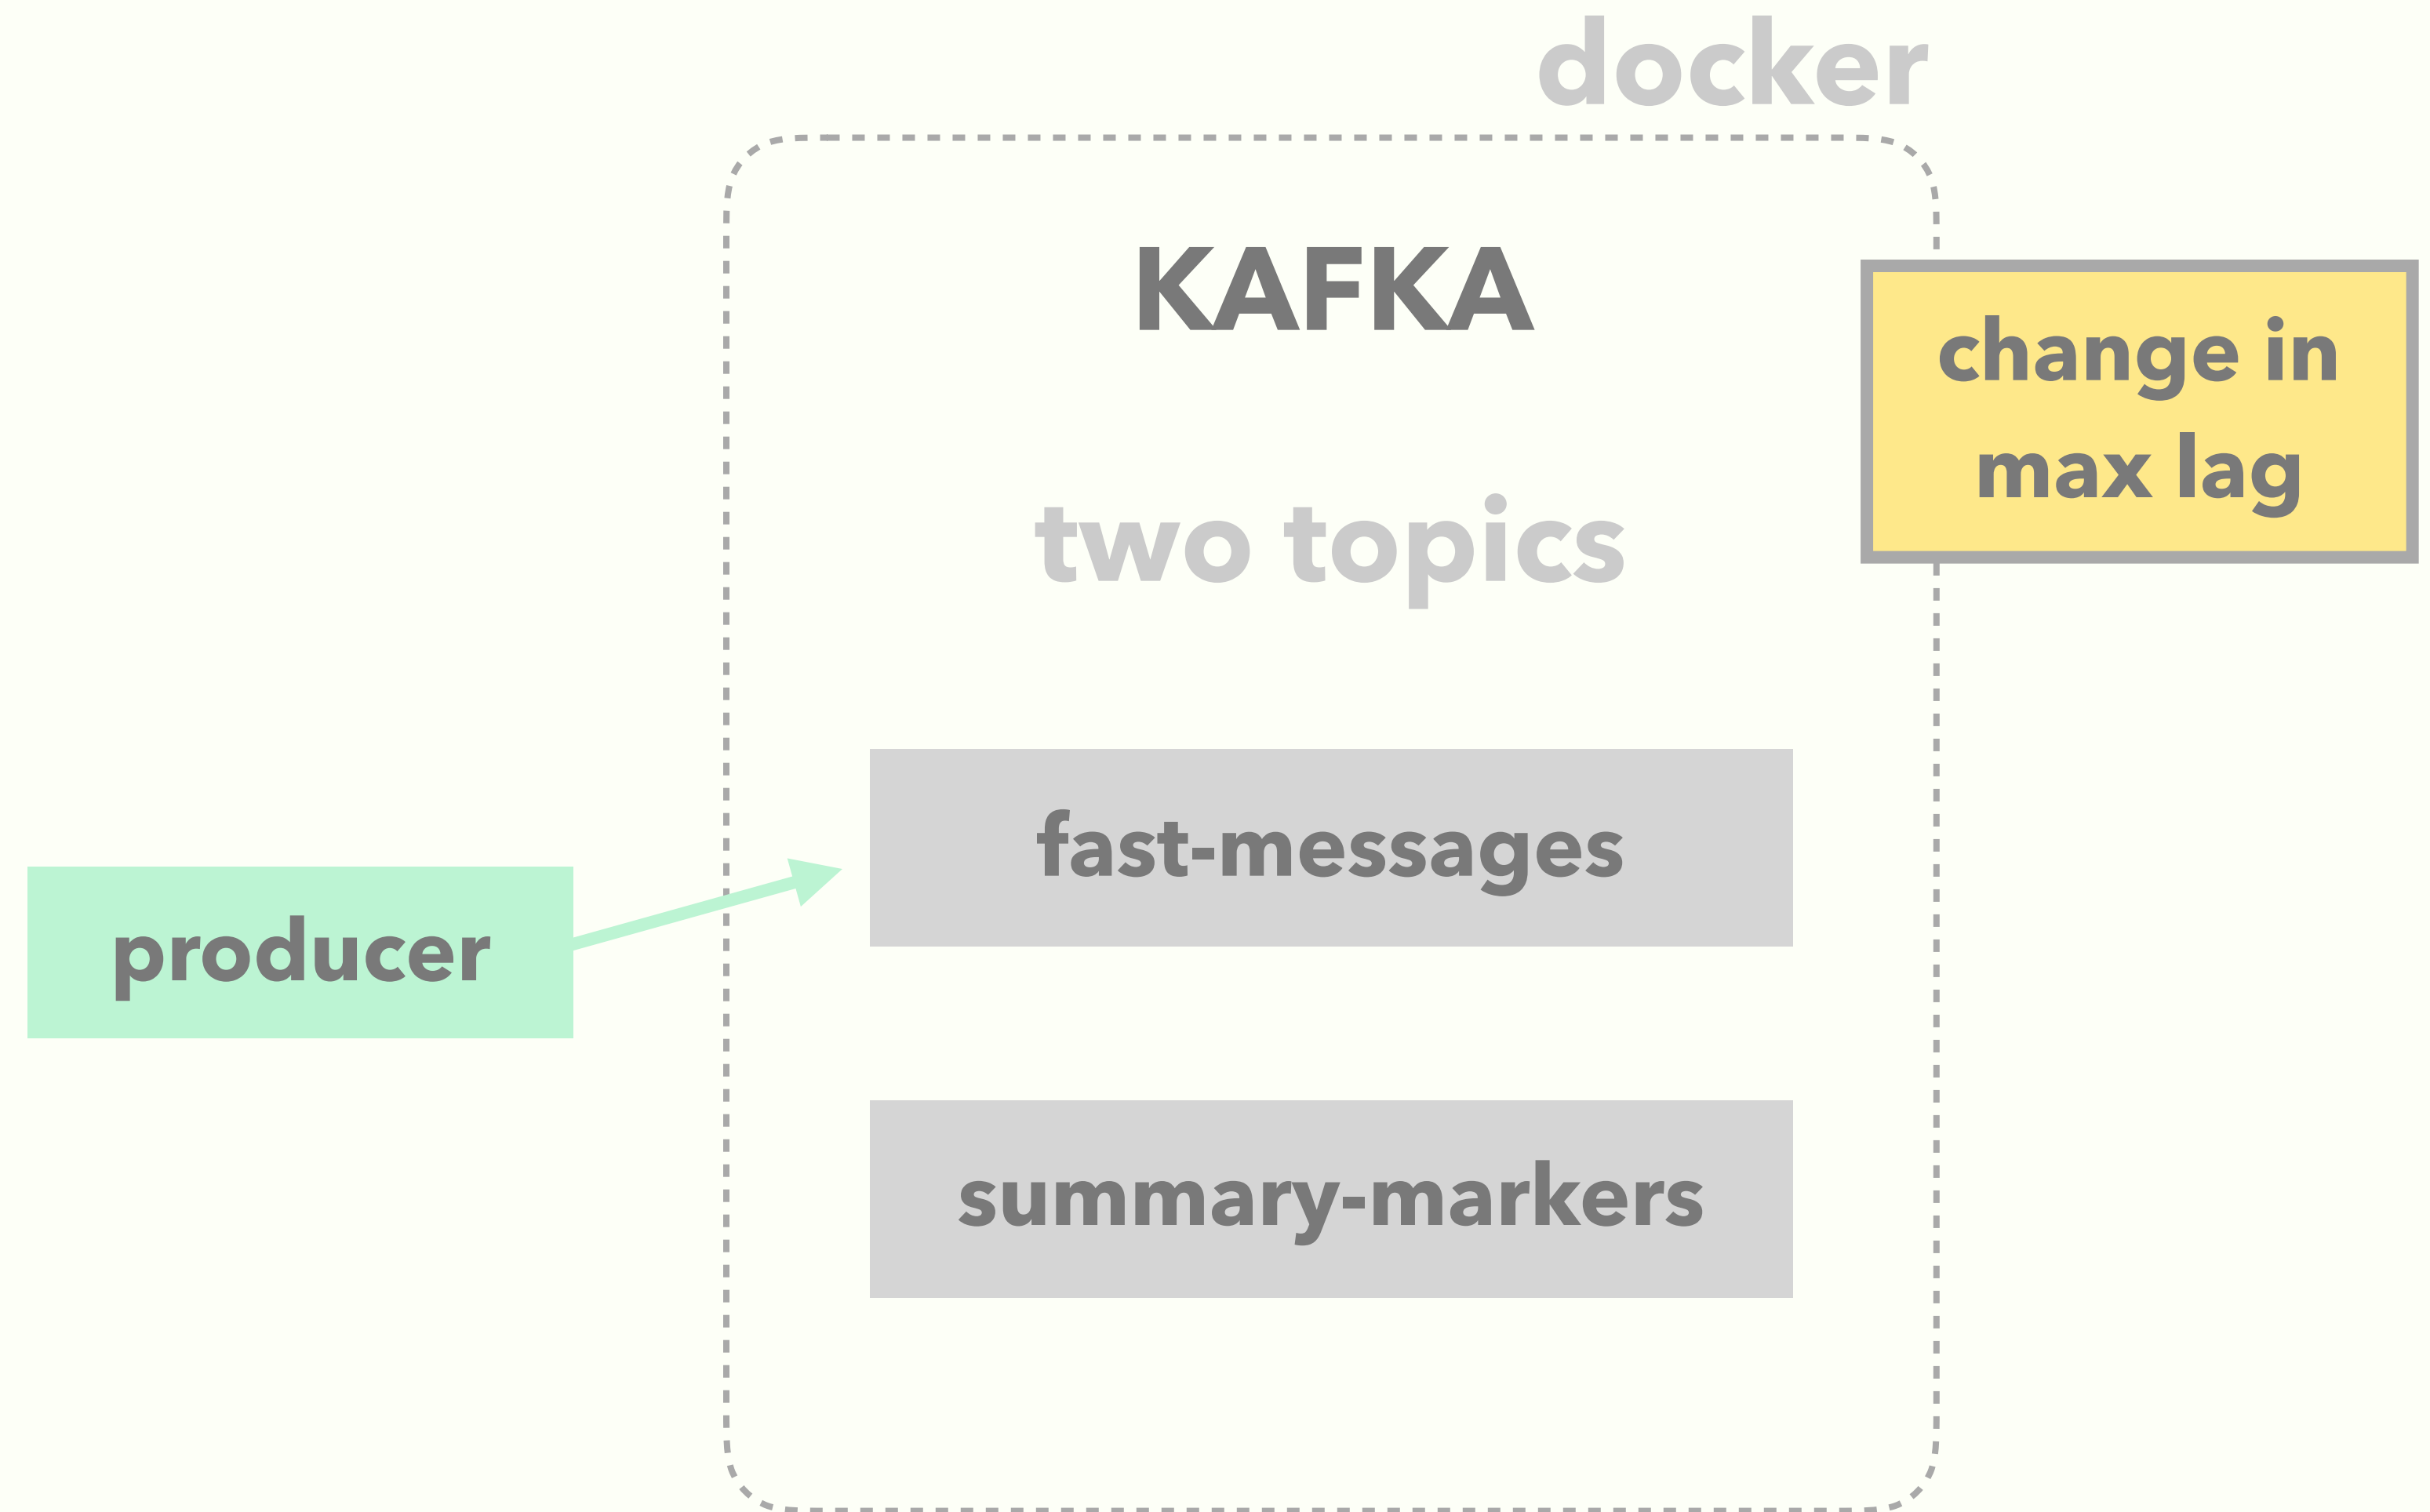 docker
KAFKA
change in
max lag
two topics
fast-messages
producer
summary-markers